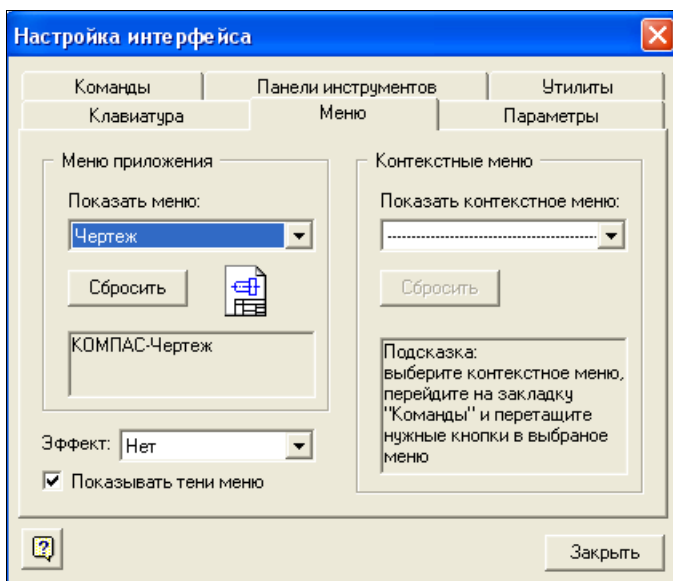 Настройка интерфейса
Команды
Панели инструментов
Утилиты
Клавиатура
Меню
Параметры
Меню приложения
Показать меню:
Чертеж
Сбросить
КОМПАС-Чертеж
Эффект: Нет
Показывать тени меню
Контекстные меню
Показать контекстное меню:
Сбросить
Подсказка:
выберите контекстное меню,
перейдите на закладку
"Команды" и перетащите
нужные кнопки в выбраное
меню
Закрыть